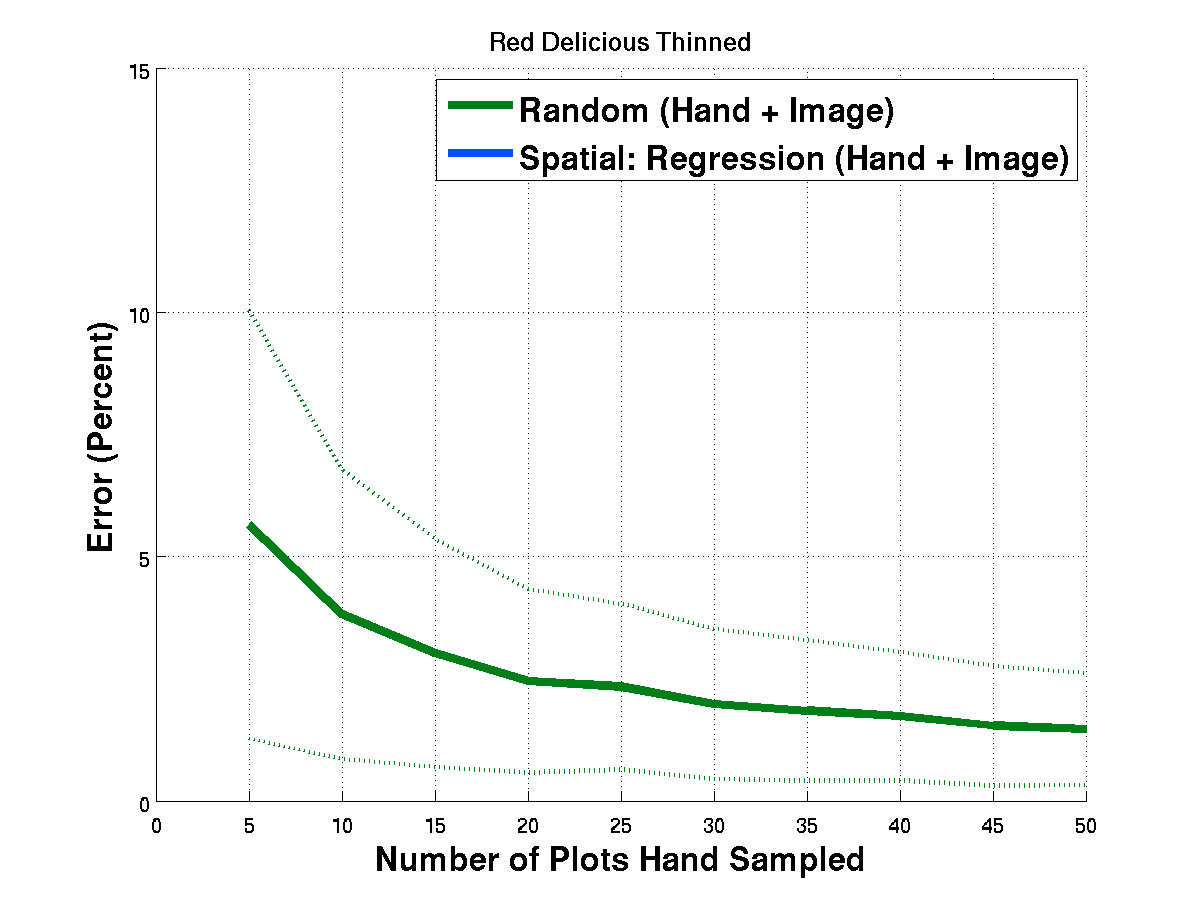 Red Delicious Thinned
15
Random (Hand + Image)
Spatial: Regression (Hand + Image)
10
Error (Percent)
5
0
0 5 10 15 20 25 30 35 40 45 50
Number of Plots Hand Sampled